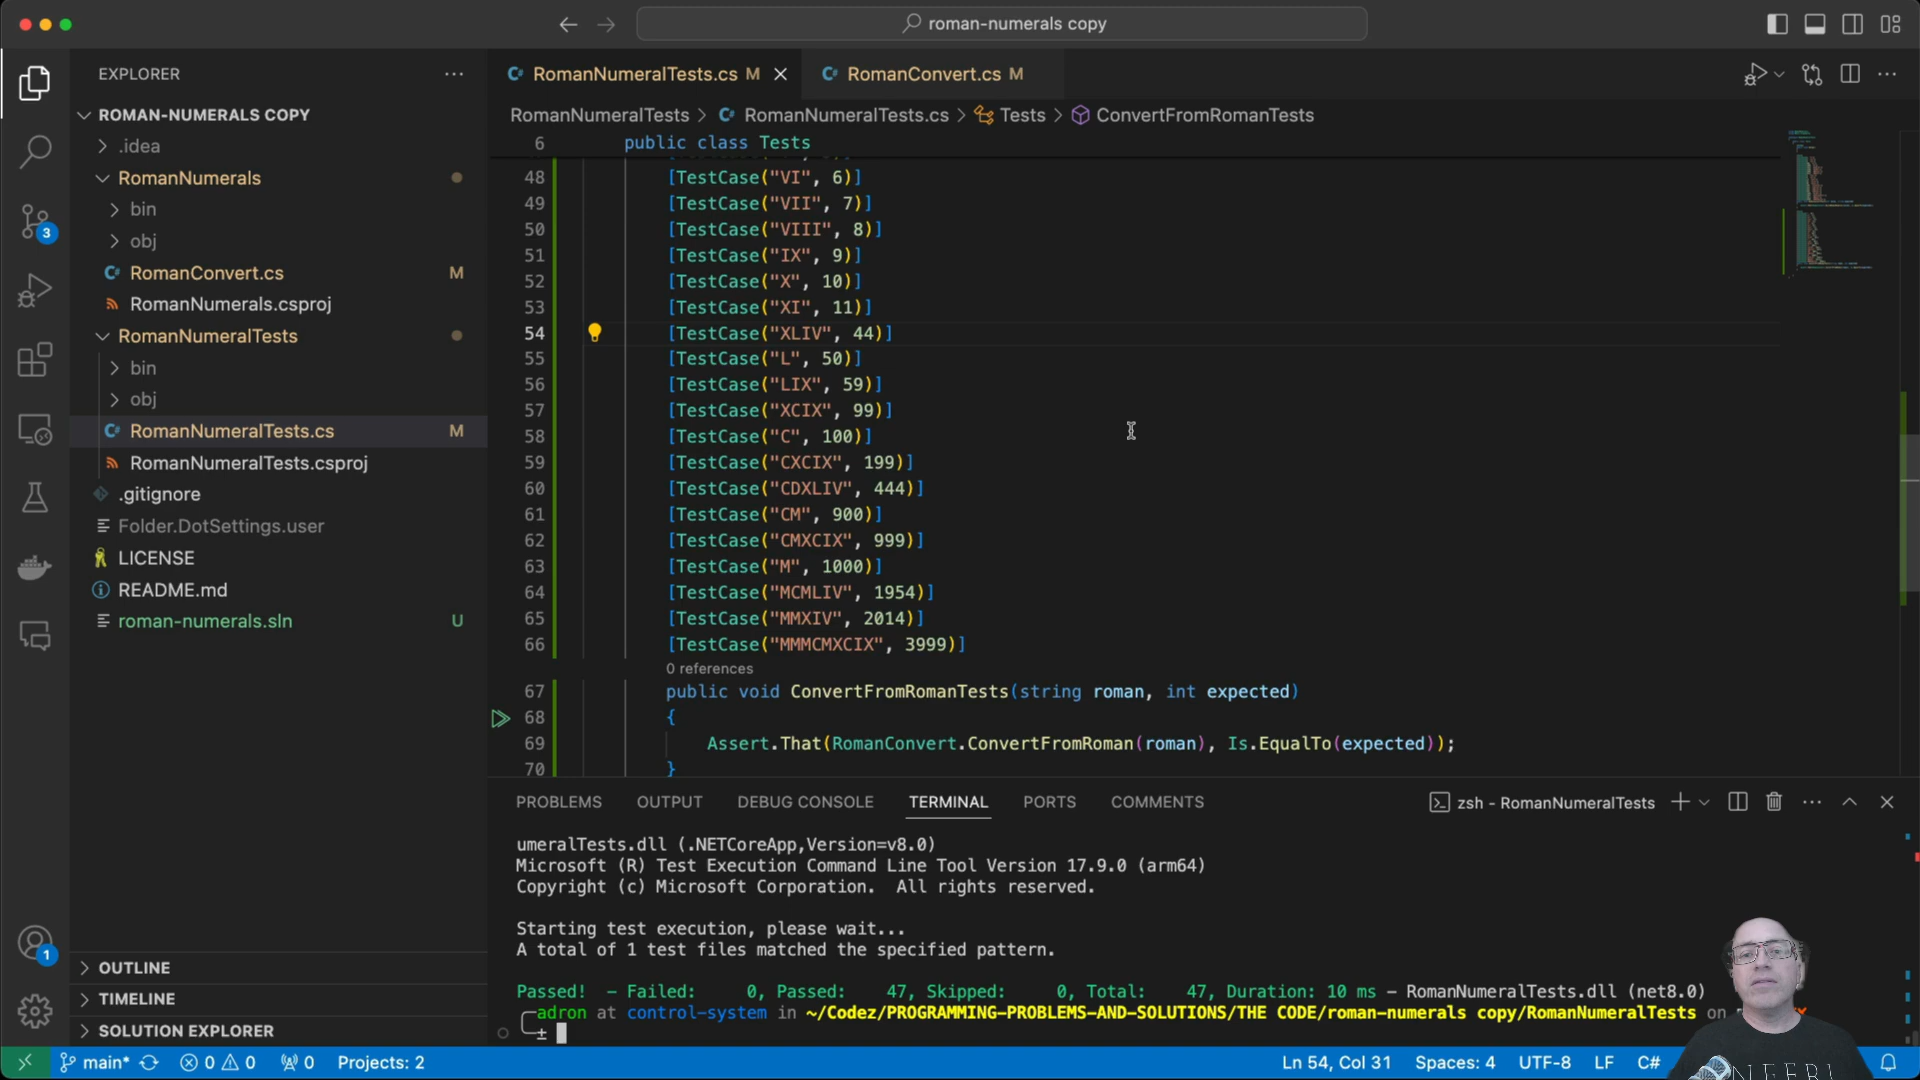 roman-numerals copy
EXPLORER
ROMAN-NUMERALS COPY
.idea
RomanNumerals
bin
obj
RomanConvert.cs M
RomanNumerals.csproj
RomanNumeralTests
bin
obj
RomanNumeralTests.cs M
RomanNumeralTests.csproj
.gitignore
Folder.DotSettings.user
LICENSE
README.md
roman-numerals.sln U
OUTLINE
TIMELINE
SOLUTION EXPLORER
3
1
RomanNumeralTests.cs M
RomanConvert.cs M
RomanNumeralTests > RomanNumeralTests.cs > Tests > ConvertFromRomanTests
6 public class Tests
48 [TestCase("VI", 6)]
49 [TestCase("VII", 7)]
50 [TestCase("VIII", 8)]
51 [TestCase("IX", 9)]
52 [TestCase("X", 10)]
53 [TestCase("XI", 11)]
54 [TestCase("XLIV", 44)]
55 [TestCase("L", 50)]
56 [TestCase("LIX", 59)]
57 [TestCase("XCIX", 99)]
58 [TestCase("C", 100)]
59 [TestCase("CXCIX", 199)]
60 [TestCase("CDXLIV", 444)]
61 [TestCase("CM", 900)]
62 [TestCase("CMXCIX", 999)]
63 [TestCase("M", 1000)]
64 [TestCase("MCMLIV", 1954)]
65 [TestCase("MMXIV", 2014)]
66 [TestCase("MMMCMXCIX", 3999)]
0 references
67 public void ConvertFromRomanTests(string roman, int expected)
68 {
69 Assert.That(RomanConvert.ConvertFromRoman(roman), Is.EqualTo(expected));
70 }
PROBLEMS OUTPUT DEBUG CONSOLE TERMINAL PORTS COMMENTS
zsh - RomanNumeralTests
umeralTests.dll (.NETCoreApp,Version=v8.0)
Microsoft (R) Test Execution Command Line Tool Version 17.9.0 (arm64)
Copyright (c) Microsoft Corporation. All rights reserved.
Starting test execution, please wait...
A total of 1 test files matched the specified pattern.
Passed! - Failed: 0, Passed: 47, Skipped: 0, Total: 47, Duration: 10 ms - RomanNumeralTests.dll (net8.0)
adron at control-system in ~/Codez/PROGRAMMING-PROBLEMS-AND-SOLUTIONS/THE CODE/roman-numerals copy/RomanNumeralTests on
±
main* 0 0 0 Projects: 2
Ln 54, Col 31 Spaces: 4 UTF-8 LF C#